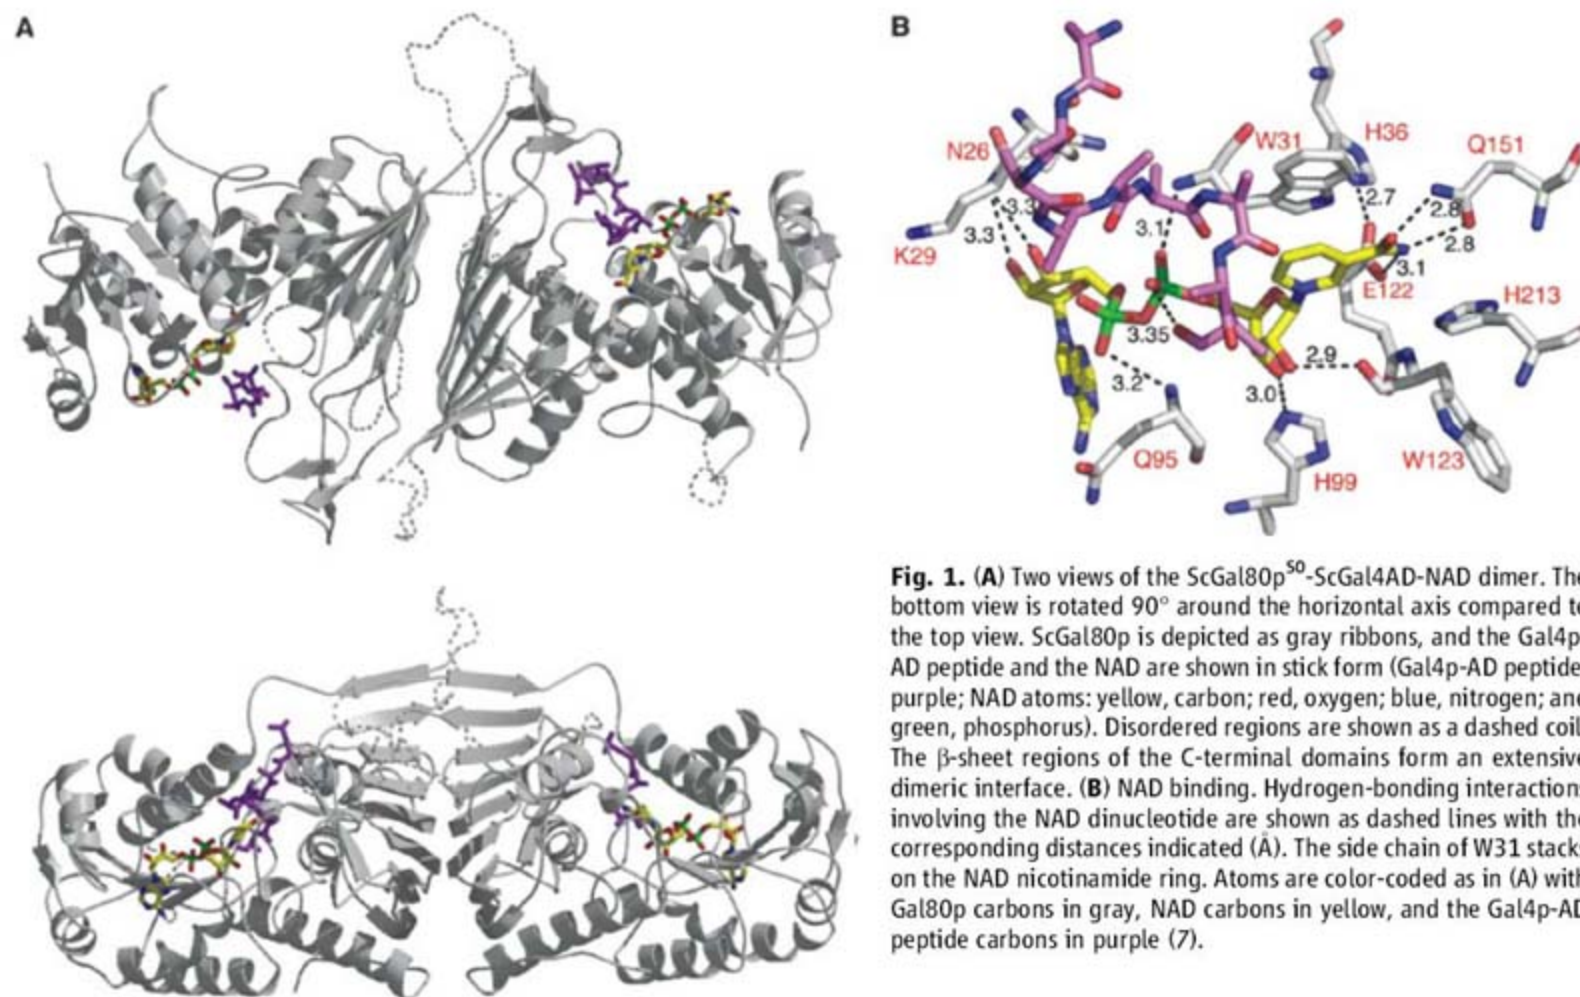 A
B
N26
W31
H36
Q151
K29
3.3
3.3
3.1
2.7
2.8
2.8
3.1
E122
H213
3.35
2.9
3.2
3.0
Q95
H99
W123
Fig. 1. (A) Two views of the ScGal80p^S0-ScGal4AD-NAD dimer. The
bottom view is rotated 90° around the horizontal axis compared to
the top view. ScGal80p is depicted as gray ribbons, and the Gal4p-
AD peptide and the NAD are shown in stick form (Gal4p-AD peptide,
purple; NAD atoms: yellow, carbon; red, oxygen; blue, nitrogen; and
green, phosphorus). Disordered regions are shown as a dashed coil.
The β-sheet regions of the C-terminal domains form an extensive
dimeric interface. (B) NAD binding. Hydrogen-bonding interactions
involving the NAD dinucleotide are shown as dashed lines with the
corresponding distances indicated (Å). The side chain of W31 stacks
on the NAD nicotinamide ring. Atoms are color-coded as in (A) with
Gal80p carbons in gray, NAD carbons in yellow, and the Gal4p-AD
peptide carbons in purple (7).